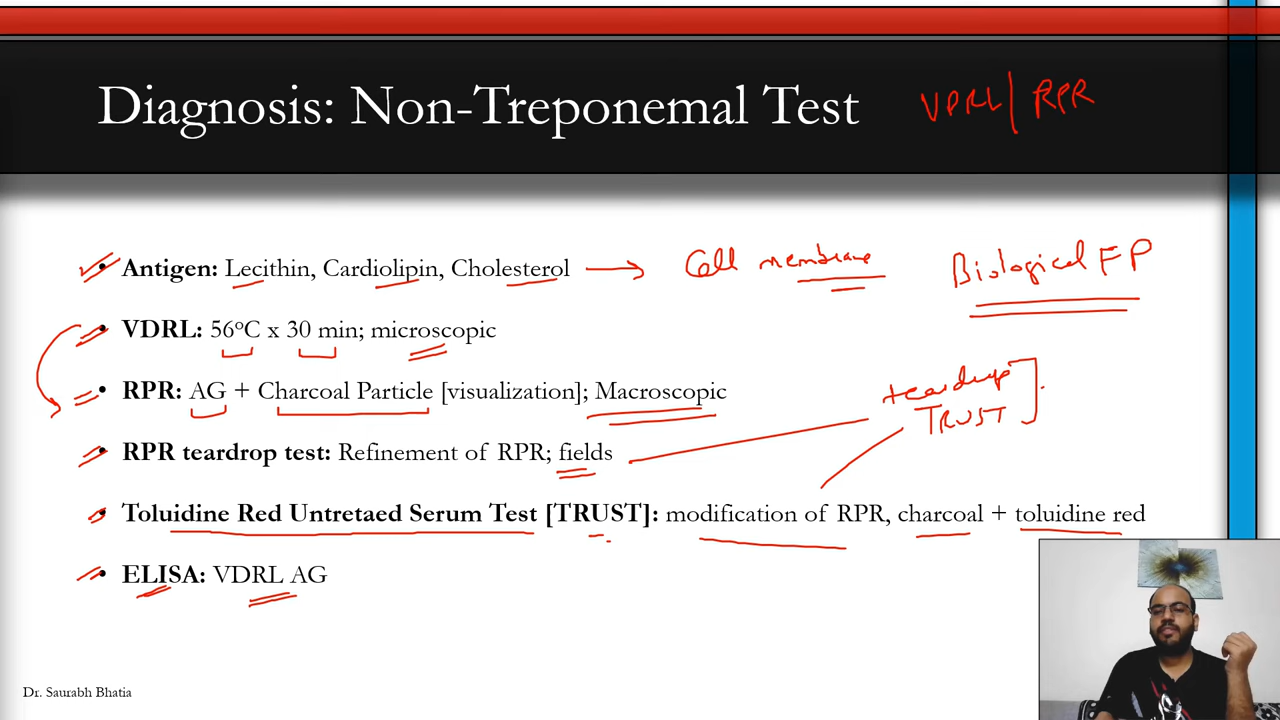 Diagnosis: Non-Treponemal Test VDRL | RPR
• Antigen: Lecithin, Cardiolipin, Cholesterol → Cell membrane
Biological FP
• VDRL: 56°C x 30 min; microscopic
• RPR: AG + Charcoal Particle [visualization]; Macroscopic
teardrop
TRUST
• RPR teardrop test: Refinement of RPR; fields
• Toluidine Red Untretaed Serum Test [TRUST]: modification of RPR, charcoal + toluidine red
• ELISA: VDRL AG
Dr. Saurabh Bhatia